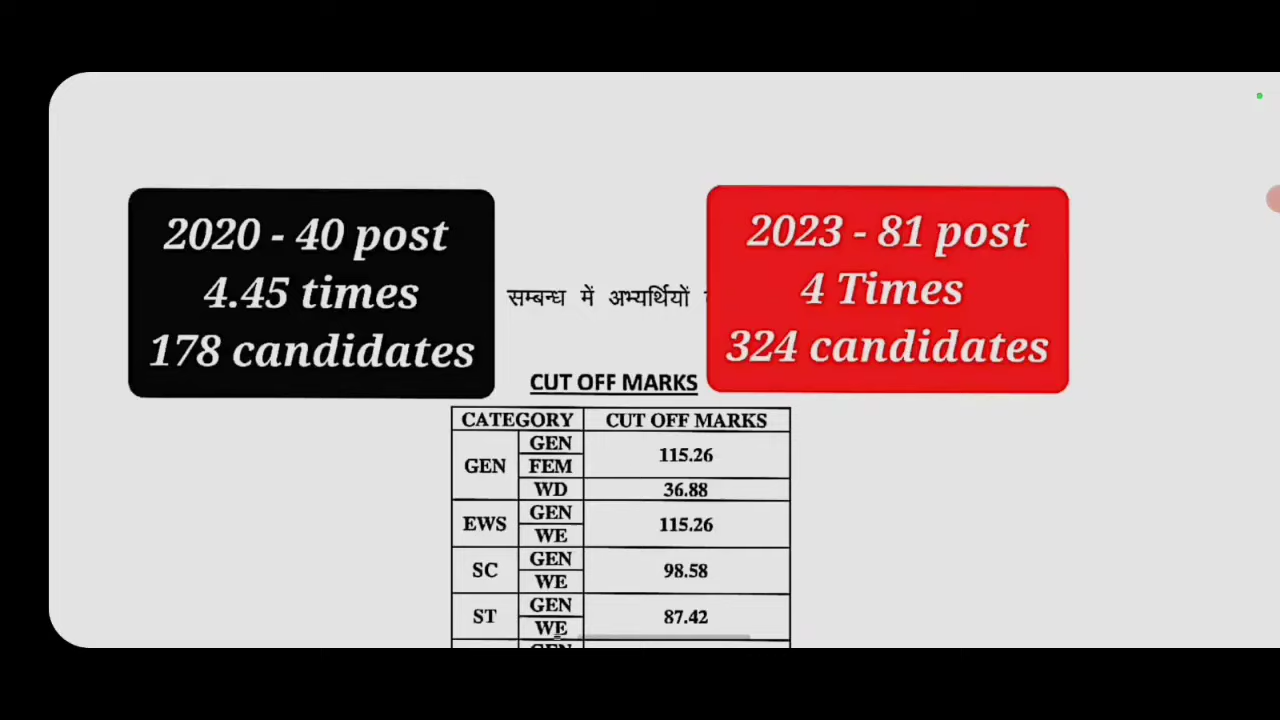 2020 - 40 post
4.45 times
178 candidates
2023 - 81 post
4 Times
324 candidates
सम्बन्ध में अभ्यर्थियों
CUT OFF MARKS
CATEGORY CUT OFF MARKS
GEN GEN 115.26
FEM
WD 36.88
EWS GEN 115.26
WE
SC GEN 98.58
WE
ST GEN 87.42
WE